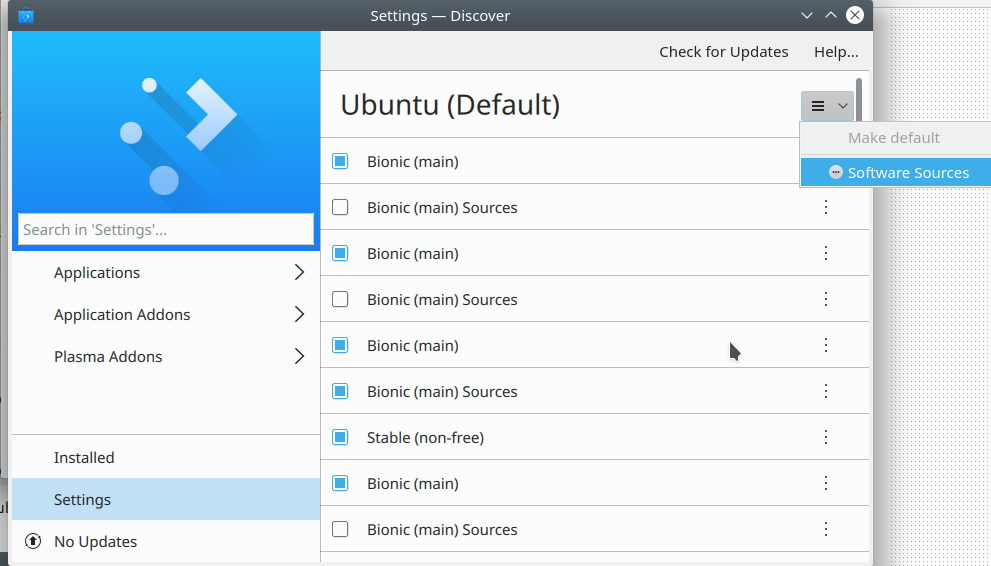 Settings — Discover
Check for Updates Help...
Ubuntu (Default)
Make default
Software Sources
Search in 'Settings'...
Applications
Application Addons
Plasma Addons
Installed
Settings
No Updates
Bionic (main)
Bionic (main) Sources
Bionic (main)
Bionic (main) Sources
Bionic (main)
Bionic (main) Sources
Stable (non-free)
Bionic (main)
Bionic (main) Sources